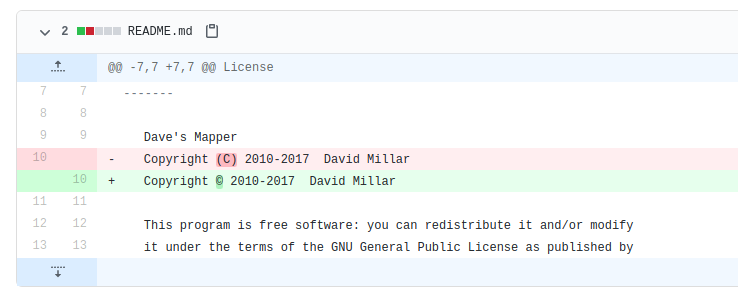 2 README.md
@@ -7,7 +7,7 @@ License
7 7 -------
8 8
9 9 Dave's Mapper
10 - Copyright (C) 2010-2017  David Millar
10 + Copyright © 2010-2017  David Millar
11 11
12 12 This program is free software: you can redistribute it and/or modify
13 13 it under the terms of the GNU General Public License as published by